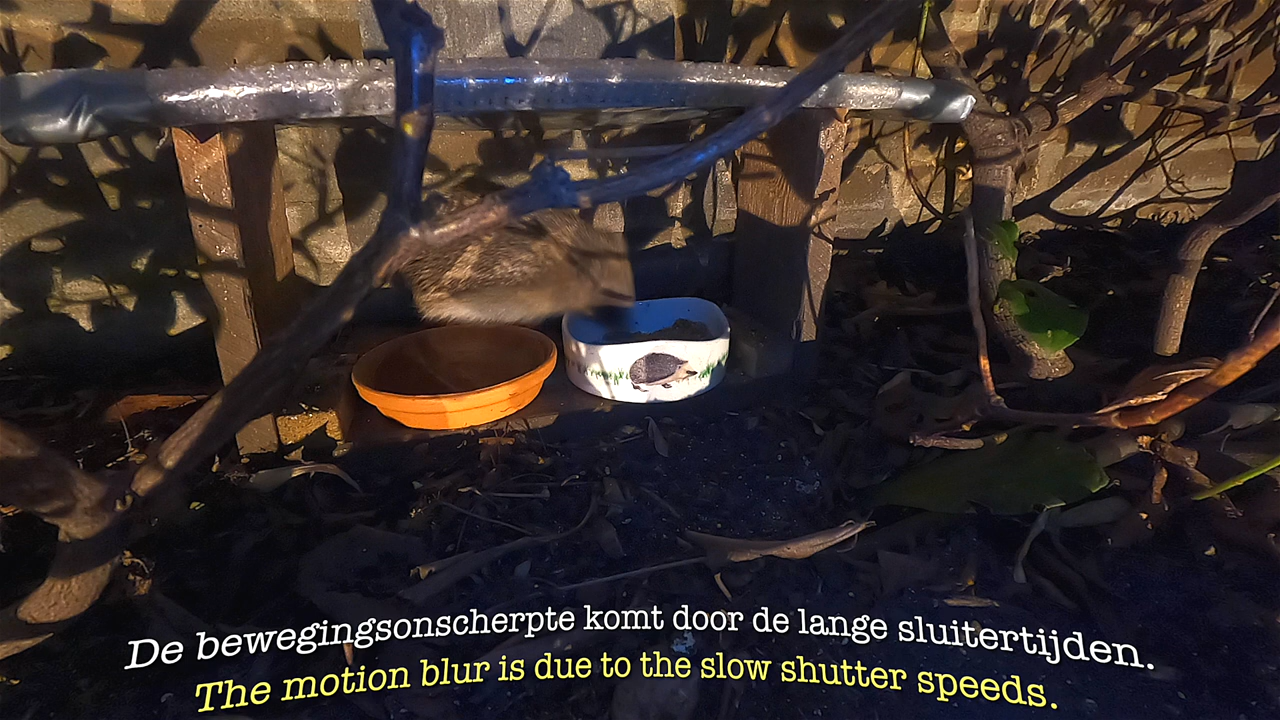 De bewegingsonscherpte komt door de lange sluitertijden.
The motion blur is due to the slow shutter speeds.